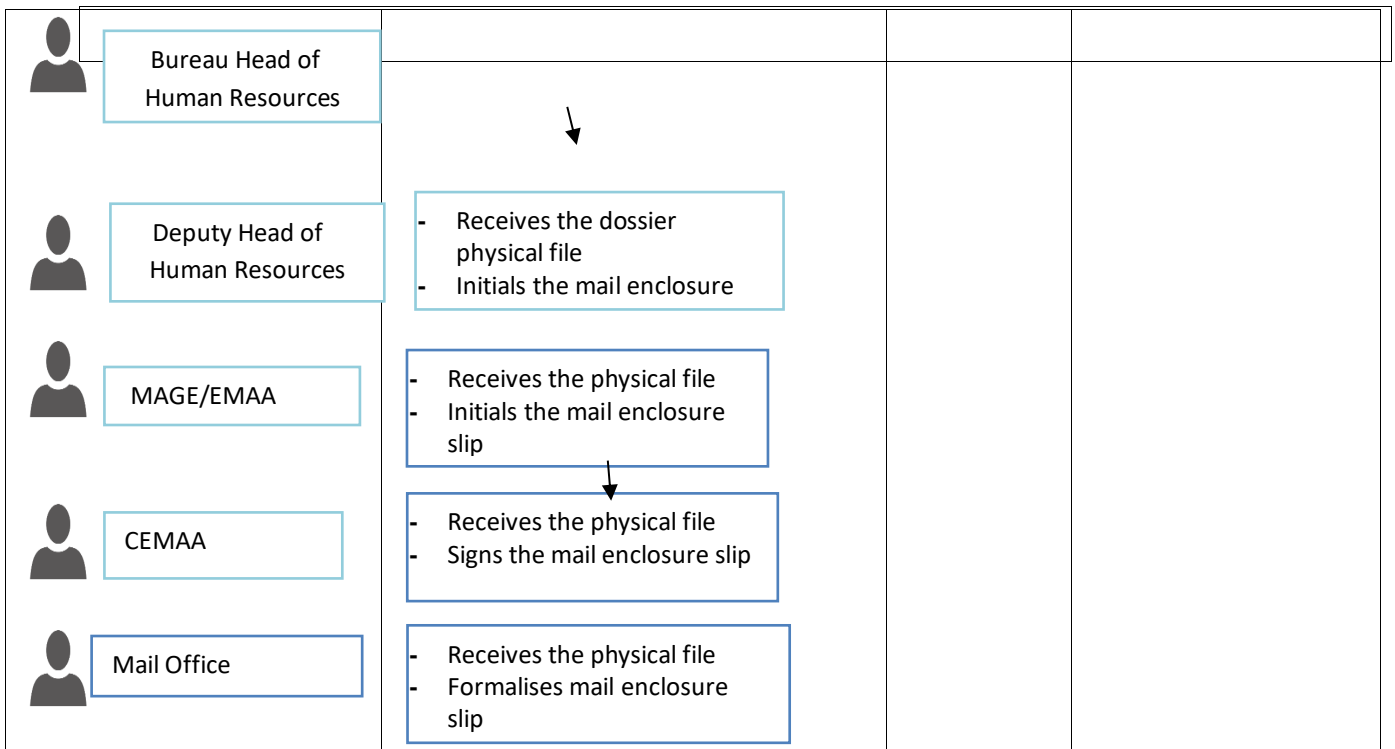 Bureau Head of
Human Resources
Deputy Head of
Human Resources
- Receives the dossier
physical file
- Initials the mail enclosure
MAGE/EMAA
- Receives the physical file
- Initials the mail enclosure
slip
CEMAA
- Receives the physical file
- Signs the mail enclosure slip
Mail Office
- Receives the physical file
- Formalises mail enclosure
slip